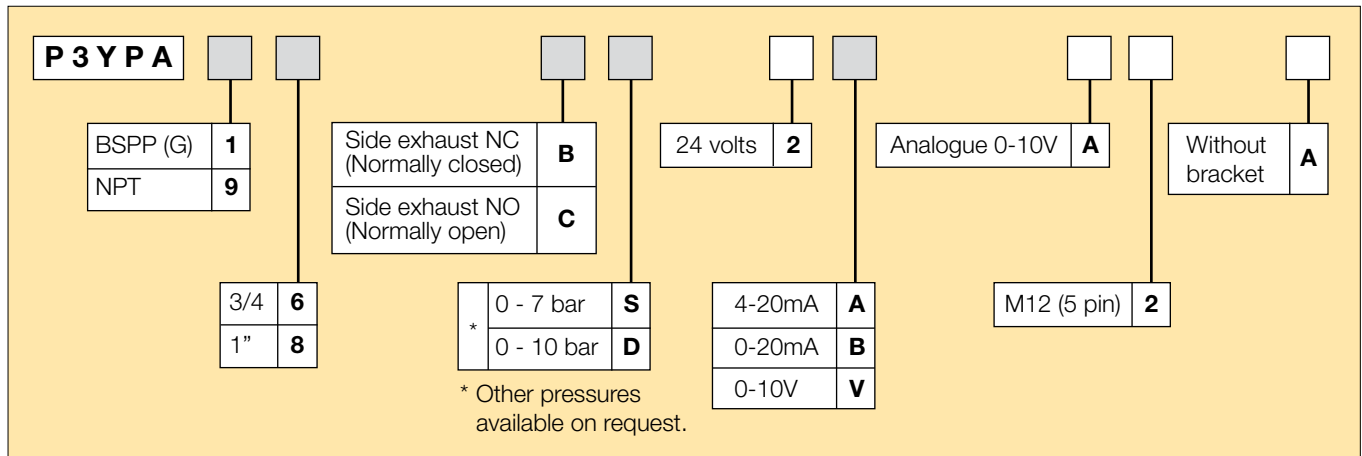 P3YPA
BSPP (G) 1
NPT 9
Side exhaust NC
(Normally closed) B
Side exhaust NO
(Normally open) C
24 volts 2
Analogue 0-10V A
Without
bracket A
3/4 6
1” 8
* 0 - 7 bar S
0 - 10 bar D
* Other pressures
available on request.
4-20mA A
0-20mA B
0-10V V
M12 (5 pin) 2